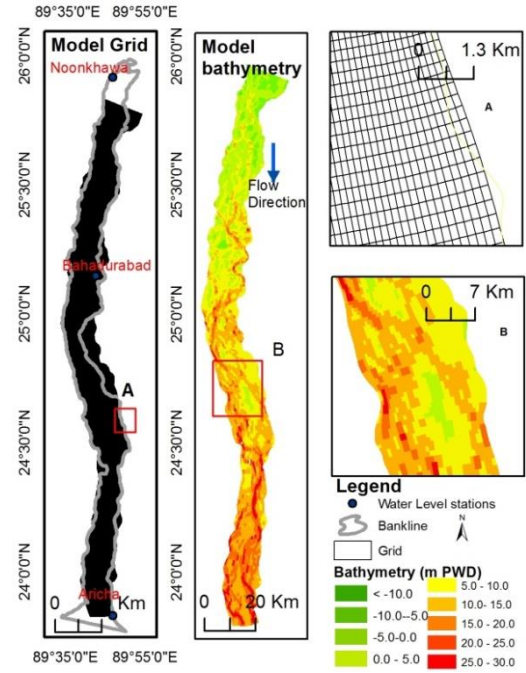 89°35'0"E 89°55'0"E
Model Grid
Noonkhawa
Bahadurabad
A
Aricha
0 Km
26°0'0"N
25°30'0"N
25°0'0"N
24°30'0"N
24°0'0"N
89°35'0"E 89°55'0"E
Model
bathymetry
Flow
Direction
B
0 20 Km
26°0'0"N
25°30'0"N
25°0'0"N
24°30'0"N
24°0'0"N
0 1.3 Km
A
0 7 Km
B
Legend
Water Level stations
Bankline
Grid
N
Bathymetry (m PWD)
< -10.0
-10.0--5.0
-5.0-0.0
0.0 - 5.0
5.0 - 10.0
10.0- 15.0
15.0 - 20.0
20.0 - 25.0
25.0 - 30.0